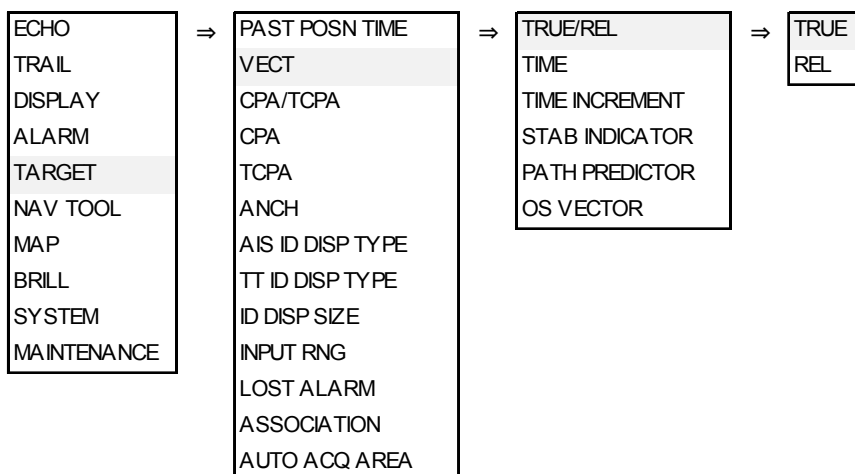 ECHO
TRAIL
DISPLAY
ALARM
TARGET
NAV TOOL
MAP
BRILL
SYSTEM
MAINTENANCE
⇒
PAST POSN TIME
VECT
CPA/TCPA
CPA
TCPA
ANCH
AIS ID DISP TYPE
TT ID DISP TYPE
ID DISP SIZE
INPUT RNG
LOST ALARM
ASSOCIATION
AUTO ACQ AREA
⇒
TRUE/REL
TIME
TIME INCREMENT
STAB INDICATOR
PATH PREDICTOR
OS VECTOR
⇒
TRUE
REL